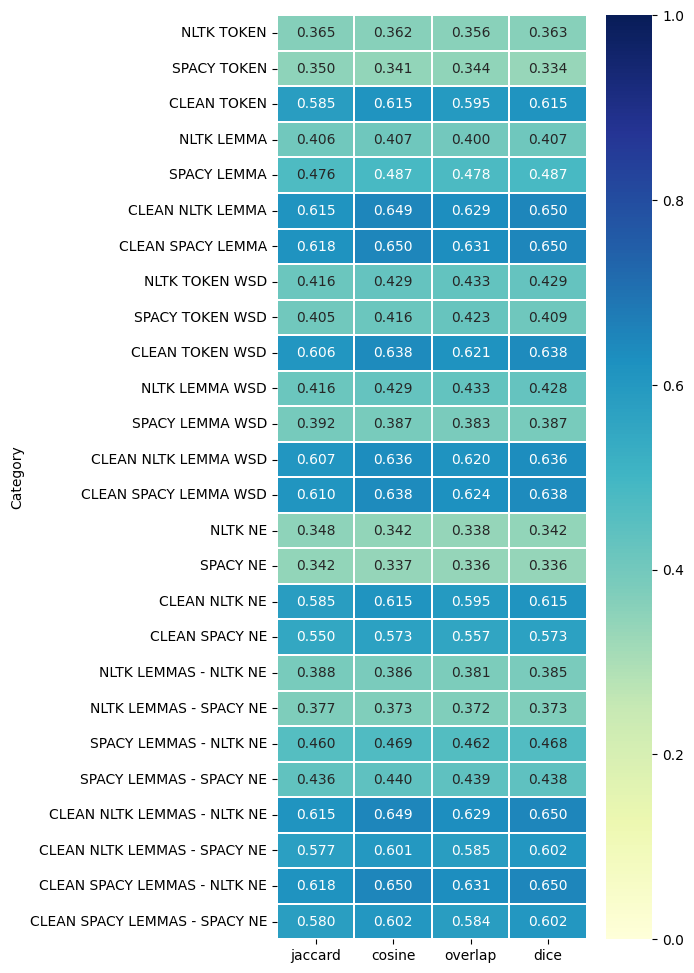 NLTK TOKEN 0.365 0.362 0.356 0.363
SPACY TOKEN 0.350 0.341 0.344 0.334
CLEAN TOKEN 0.585 0.615 0.595 0.615
NLTK LEMMA 0.406 0.407 0.400 0.407
SPACY LEMMA 0.476 0.487 0.478 0.487
CLEAN NLTK LEMMA 0.615 0.649 0.629 0.650
CLEAN SPACY LEMMA 0.618 0.650 0.631 0.650
NLTK TOKEN WSD 0.416 0.429 0.433 0.429
SPACY TOKEN WSD 0.405 0.416 0.423 0.409
CLEAN TOKEN WSD 0.606 0.638 0.621 0.638
NLTK LEMMA WSD 0.416 0.429 0.433 0.428
SPACY LEMMA WSD 0.392 0.387 0.383 0.387
CLEAN NLTK LEMMA WSD 0.607 0.636 0.620 0.636
CLEAN SPACY LEMMA WSD 0.610 0.638 0.624 0.638
NLTK NE 0.348 0.342 0.338 0.342
SPACY NE 0.342 0.337 0.336 0.336
CLEAN NLTK NE 0.585 0.615 0.595 0.615
CLEAN SPACY NE 0.550 0.573 0.557 0.573
NLTK LEMMAS - NLTK NE 0.388 0.386 0.381 0.385
NLTK LEMMAS - SPACY NE 0.377 0.373 0.372 0.373
SPACY LEMMAS - NLTK NE 0.460 0.469 0.462 0.468
SPACY LEMMAS - SPACY NE 0.436 0.440 0.439 0.438
CLEAN NLTK LEMMAS - NLTK NE 0.615 0.649 0.629 0.650
CLEAN NLTK LEMMAS - SPACY NE 0.577 0.601 0.585 0.602
CLEAN SPACY LEMMAS - NLTK NE 0.618 0.650 0.631 0.650
CLEAN SPACY LEMMAS - SPACY NE 0.580 0.602 0.584 0.602
jaccard cosine overlap dice
Category
1.0
0.8
0.6
0.4
0.2
0.0